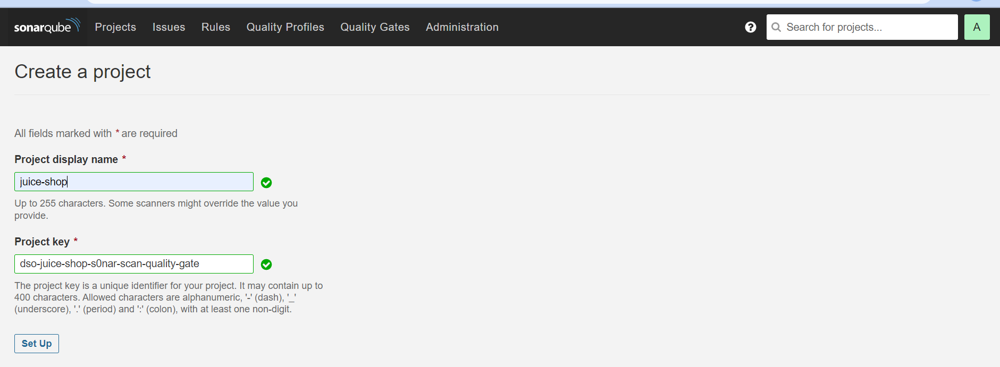 sonarqube Projects Issues Rules Quality Profiles Quality Gates Administration ? Search for projects... A
Create a project
All fields marked with * are required
Project display name *
juice-shop
Up to 255 characters. Some scanners might override the value you
provide.
Project key *
dso-juice-shop-s0nar-scan-quality-gate
The project key is a unique identifier for your project. It may contain up to
400 characters. Allowed characters are alphanumeric, '-' (dash), '_'
(underscore), '.' (period) and ':' (colon), with at least one non-digit.
Set Up